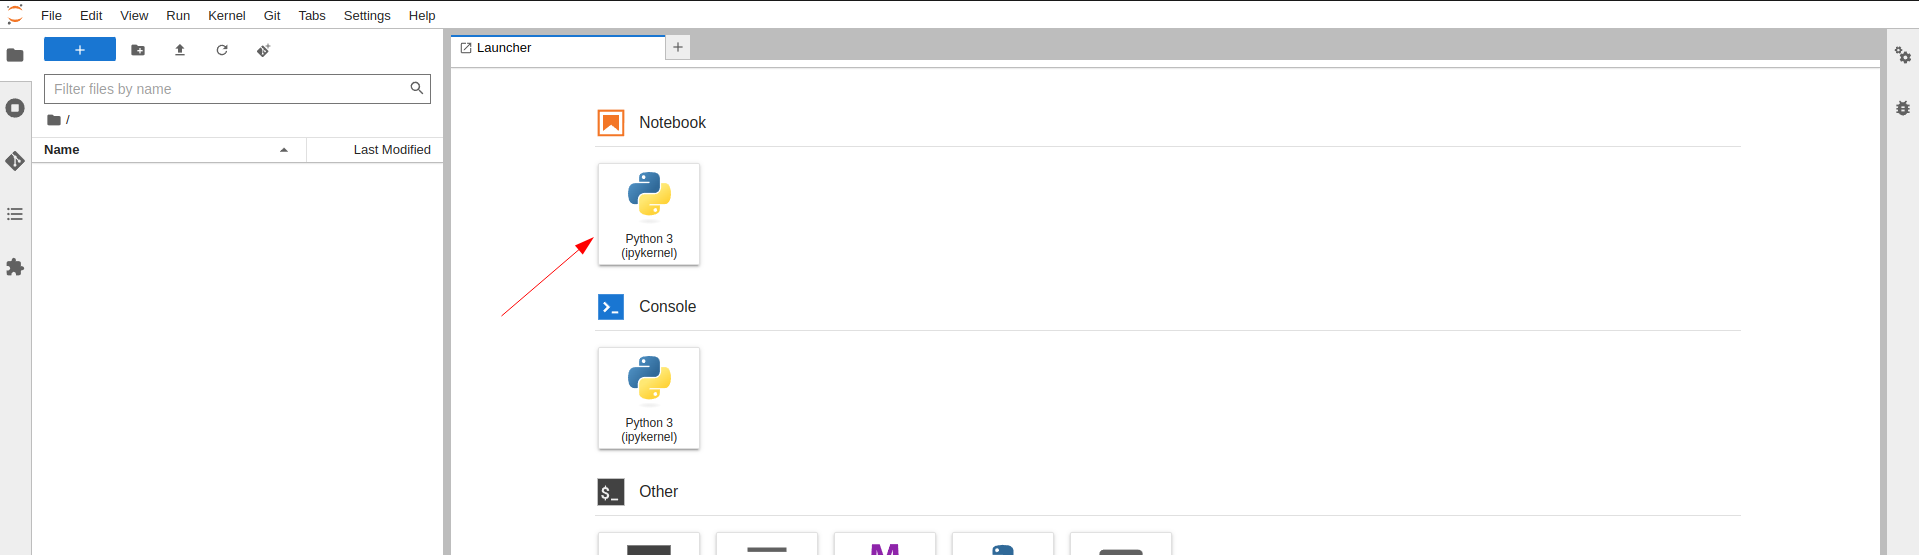 File Edit View Run Kernel Git Tabs Settings Help
Launcher
Filter files by name
/
Name Last Modified
Notebook
Python 3
(ipykernel)
Console
Python 3
(ipykernel)
Other
$_
M